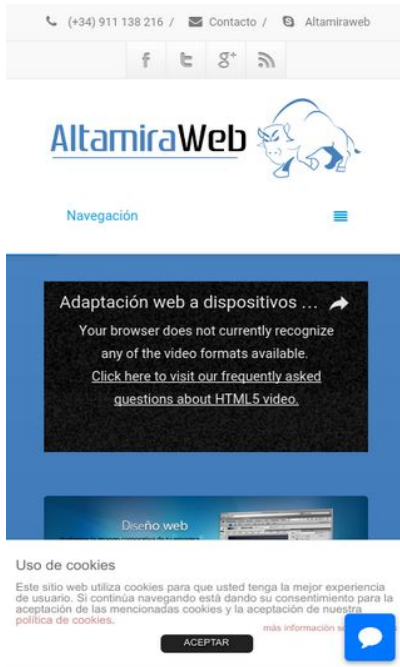 (+34) 911 138 216 / Contacto / Altamiraweb
AltamiraWeb
Navegación
Adaptación web a dispositivos ...
Your browser does not currently recognize
any of the video formats available.
Click here to visit our frequently asked
questions about HTML5 video.
Diseño web
Uso de cookies
Este sitio web utiliza cookies para que usted tenga la mejor experiencia
de usuario. Si continúa navegando está dando su consentimiento para la
aceptación de las mencionadas cookies y la aceptación de nuestra
política de cookies.
más información
ACEPTAR